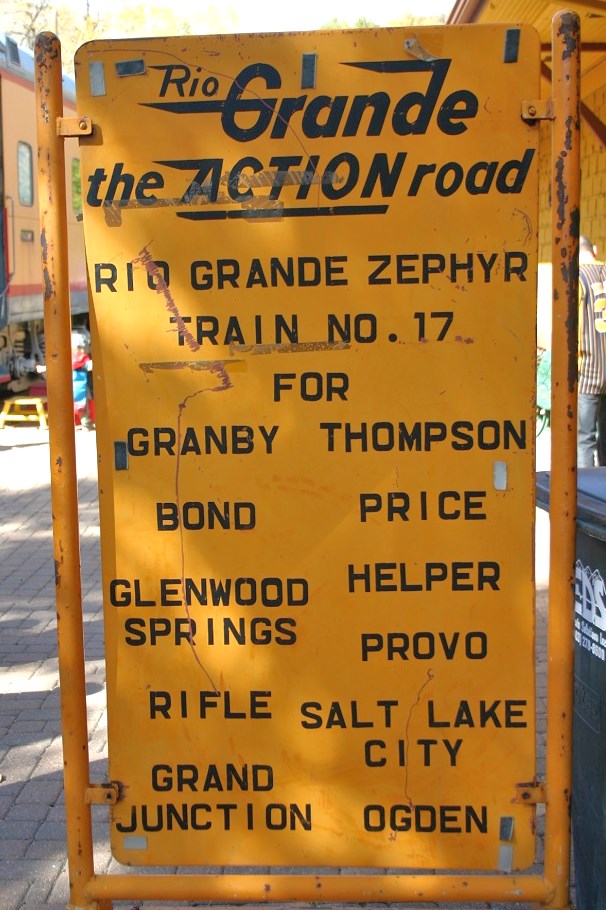 Rio Grande
the ACTION road
RIO GRANDE ZEPHYR
TRAIN NO. 17
FOR
GRANBY
BOND
GLENWOOD
SPRINGS
RIFLE
GRAND
JUNCTION
THOMPSON
PRICE
HELPER
PROVO
SALT LAKE
CITY
OGDEN